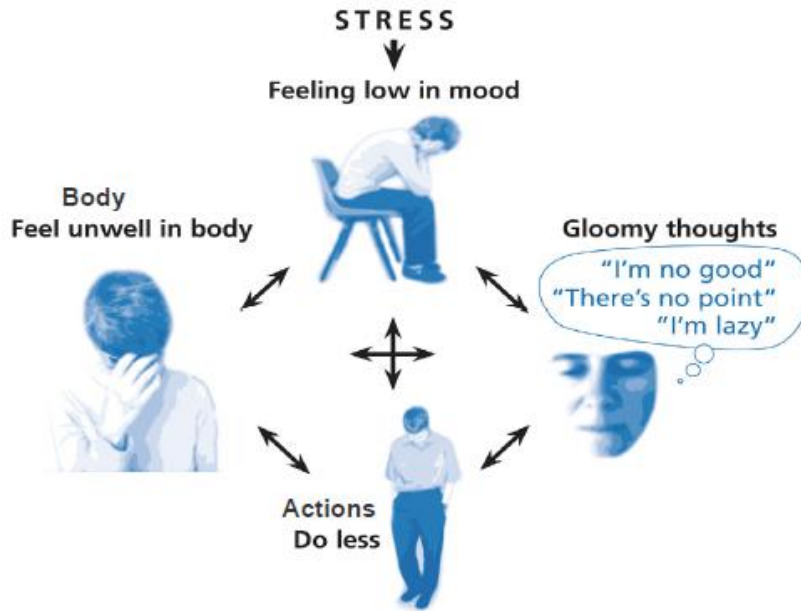 STRESS
Feeling low in mood
Body
Feel unwell in body
Gloomy thoughts
"I'm no good"
"There's no point"
"I'm lazy"
Actions
Do less